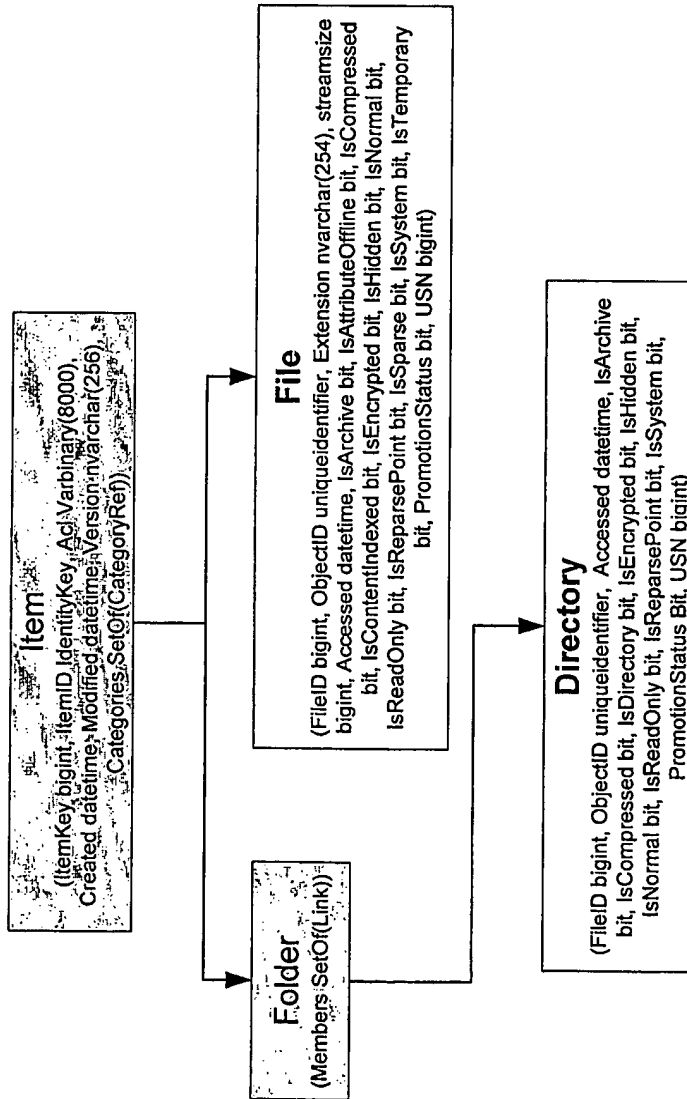 Item
(ItemKey bigint, ItemID IdentityKey, Acl Varbinary(8000),
Created datetime, Modified datetime, Version nvarchar(256),
Categories SetOf(CategoryRef))
Folder
(Members SetOf(Link))
File
(FileID bigint, ObjectID uniqueidentifier, Extension nvarchar(254), streamsize
bigint, Accessed datetime, IsArchive bit, IsAttributeOffline bit, IsCompressed
bit, IsContentIndexed bit, IsEncrypted bit, IsHidden bit, IsNormal bit,
IsReadOnly bit, IsReparsePoint bit, IsSparse bit, IsSystem bit, IsTemporary
bit, PromotionStatus bit, USN bigint)
Directory
(FileID bigint, ObjectID uniqueidentifier, Accessed datetime, IsArchive
bit, IsCompressed bit, IsDirectory bit, IsEncrypted bit, IsHidden bit,
IsNormal bit, IsReadOnly bit, IsReparsePoint bit, IsSystem bit,
PromotionStatus Bit, USN bigint)